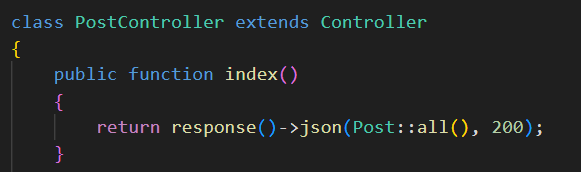 class PostController extends Controller
{
    public function index()
    {
        return response()->json(Post::all(), 200);
    }